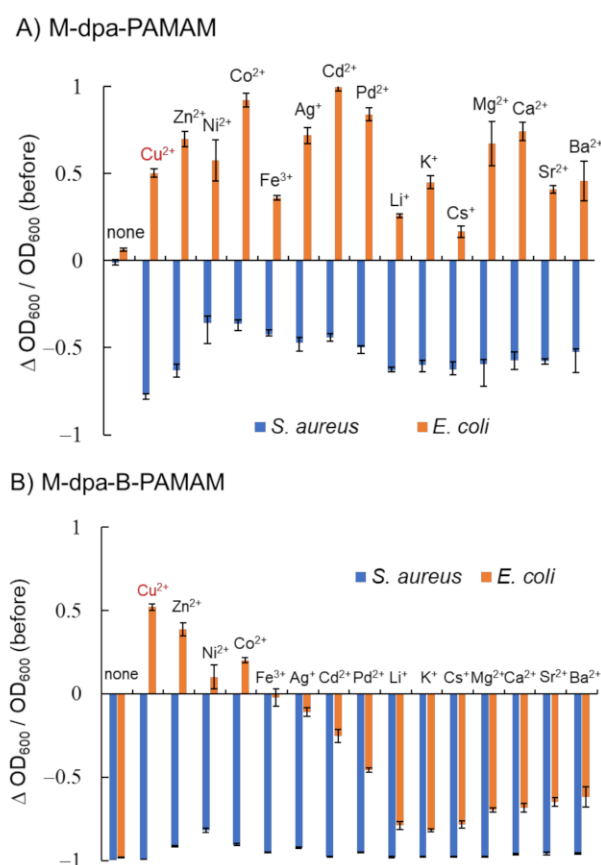 A) M-dpa-PAMAM
Δ OD₆₀₀ / OD₆₀₀ (before)
1
0.5
0
−0.5
−1
none
Cu²⁺
Zn²⁺
Ni²⁺
Co²⁺
Fe³⁺
Ag⁺
Cd²⁺
Pd²⁺
Li⁺
K⁺
Cs⁺
Mg²⁺
Ca²⁺
Sr²⁺
Ba²⁺
S. aureus E. coli
B) M-dpa-B-PAMAM
Δ OD₆₀₀ / OD₆₀₀ (before)
1
0.5
0
−0.5
−1
S. aureus E. coli
none
Cu²⁺
Zn²⁺
Ni²⁺
Co²⁺
Fe³⁺ Ag⁺ Cd²⁺ Pd²⁺ Li⁺ K⁺ Cs⁺ Mg²⁺ Ca²⁺ Sr²⁺ Ba²⁺